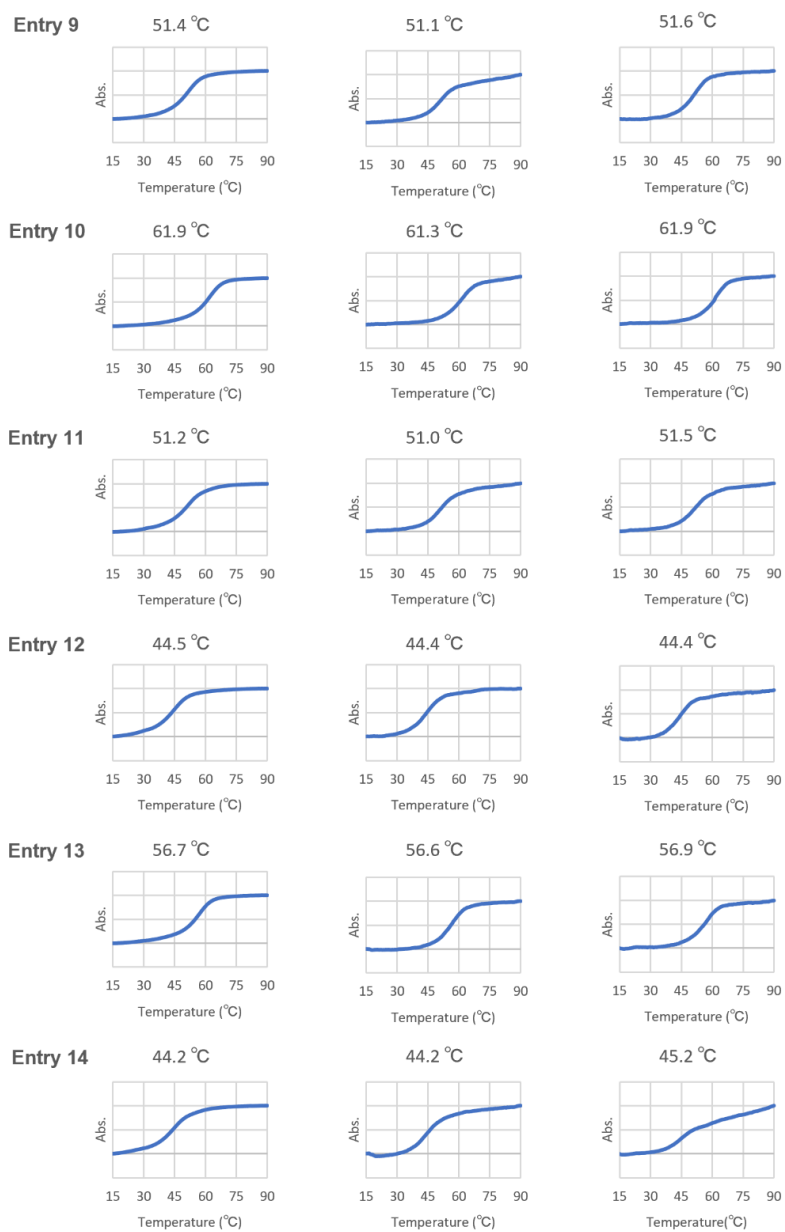 Entry 9 51.4 °C 51.1 °C 51.6 °C
Abs. Abs. Abs.
15 30 45 60 75 90 15 30 45 60 75 90 15 30 45 60 75 90
Temperature (°C) Temperature (°C) Temperature (°C)
Entry 10 61.9 °C 61.3 °C 61.9 °C
Abs. Abs. Abs.
15 30 45 60 75 90 15 30 45 60 75 90 15 30 45 60 75 90
Temperature (°C) Temperature (°C) Temperature (°C)
Entry 11 51.2 °C 51.0 °C 51.5 °C
Abs. Abs. Abs.
15 30 45 60 75 90 15 30 45 60 75 90 15 30 45 60 75 90
Temperature (°C) Temperature (°C) Temperature (°C)
Entry 12 44.5 °C 44.4 °C 44.4 °C
Abs. Abs. Abs.
15 30 45 60 75 90 15 30 45 60 75 90 15 30 45 60 75 90
Temperature (°C) Temperature (°C) Temperature (°C)
Entry 13 56.7 °C 56.6 °C 56.9 °C
Abs. Abs. Abs.
15 30 45 60 75 90 15 30 45 60 75 90 15 30 45 60 75 90
Temperature (°C) Temperature (°C) Temperature (°C)
Entry 14 44.2 °C 44.2 °C 45.2 °C
Abs. Abs. Abs.
15 30 45 60 75 90 15 30 45 60 75 90 15 30 45 60 75 90
Temperature (°C) Temperature (°C) Temperature(°C)